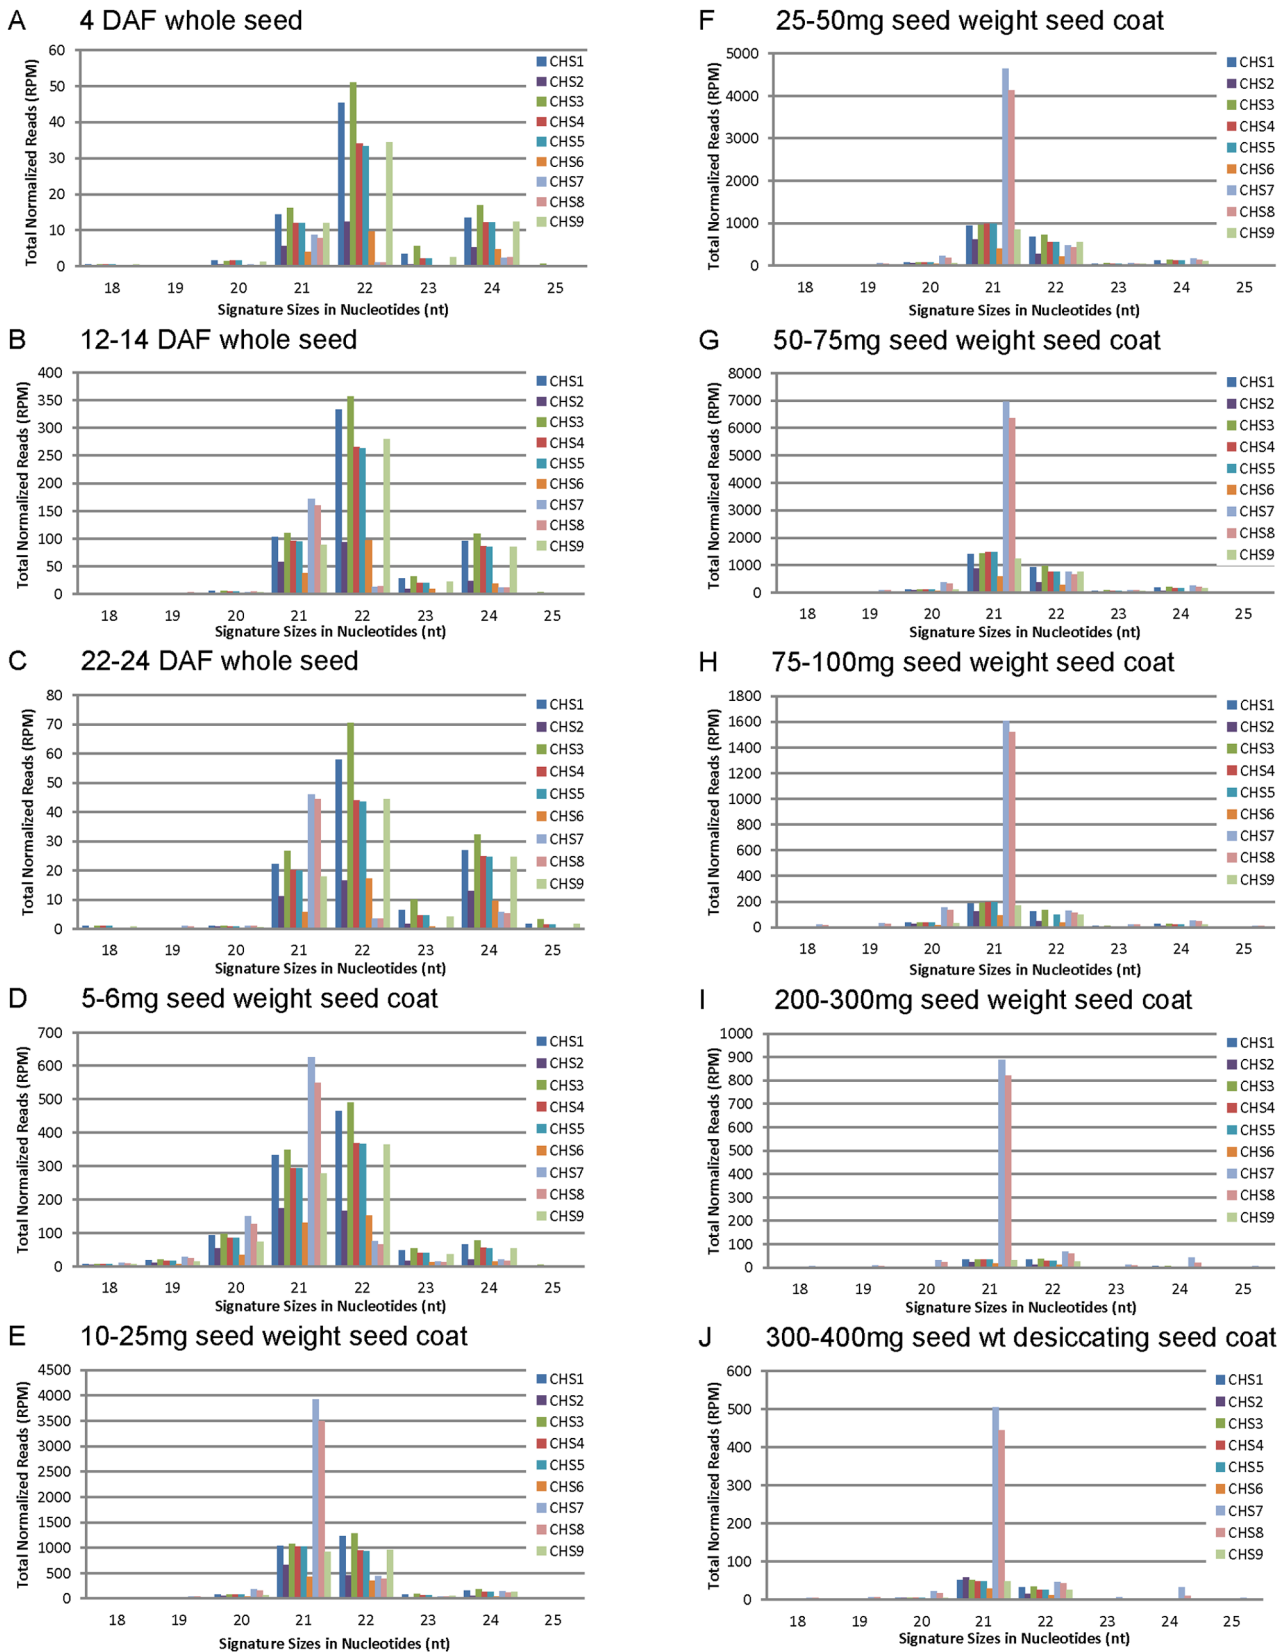 A 4 DAF whole seed
Total Normalized Reads (RPM)
60
50
40
30
20
10
0
18 19 20 21 22 23 24 25
Signature Sizes in Nucleotides (nt)
CHS1
CHS2
CHS3
CHS4
CHS5
CHS6
CHS7
CHS8
CHS9
B 12-14 DAF whole seed
Total Normalized Reads (RPM)
400
350
300
250
200
150
100
50
0
18 19 20 21 22 23 24 25
Signature Sizes in Nucleotides (nt)
CHS1
CHS2
CHS3
CHS4
CHS5
CHS6
CHS7
CHS8
CHS9
C 22-24 DAF whole seed
Total Normalized Reads (RPM)
80
70
60
50
40
30
20
10
0
18 19 20 21 22 23 24 25
Signature Sizes in Nucleotides (nt)
CHS1
CHS2
CHS3
CHS4
CHS5
CHS6
CHS7
CHS8
CHS9
D 5-6mg seed weight seed coat
Total Normalized Reads (RPM)
700
600
500
400
300
200
100
0
18 19 20 21 22 23 24 25
Signature Sizes in Nucleotides (nt)
CHS1
CHS2
CHS3
CHS4
CHS5
CHS6
CHS7
CHS8
CHS9
E 10-25mg seed weight seed coat
Total Normalized Reads (RPM)
4500
4000
3500
3000
2500
2000
1500
1000
500
0
18 19 20 21 22 23 24 25
Signature Sizes in Nucleotides (nt)
CHS1
CHS2
CHS3
CHS4
CHS5
CHS6
CHS7
CHS8
CHS9
F 25-50mg seed weight seed coat
Total Normalized Reads (RPM)
5000
4000
3000
2000
1000
0
18 19 20 21 22 23 24 25
Signature Sizes in Nucleotides (nt)
CHS1
CHS2
CHS3
CHS4
CHS5
CHS6
CHS7
CHS8
CHS9
G 50-75mg seed weight seed coat
Total Normalized Reads (RPM)
8000
7000
6000
5000
4000
3000
2000
1000
0
18 19 20 21 22 23 24 25
Signature Sizes in Nucleotides (nt)
CHS1
CHS2
CHS3
CHS4
CHS5
CHS6
CHS7
CHS8
CHS9
H 75-100mg seed weight seed coat
Total Normalized Reads (RPM)
1800
1600
1400
1200
1000
800
600
400
200
0
18 19 20 21 22 23 24 25
Signature Sizes in Nucleotides (nt)
CHS1
CHS2
CHS3
CHS4
CHS5
CHS6
CHS7
CHS8
CHS9
I 200-300mg seed weight seed coat
Total Normalized Reads (RPM)
1000
900
800
700
600
500
400
300
200
100
0
18 19 20 21 22 23 24 25
Signature Sizes in Nucleotides (nt)
CHS1
CHS2
CHS3
CHS4
CHS5
CHS6
CHS7
CHS8
CHS9
J 300-400mg seed wt desiccating seed coat
Total Normalized Reads (RPM)
600
500
400
300
200
100
0
18 19 20 21 22 23 24 25
Signature Sizes in Nucleotides (nt)
CHS1
CHS2
CHS3
CHS4
CHS5
CHS6
CHS7
CHS8
CHS9